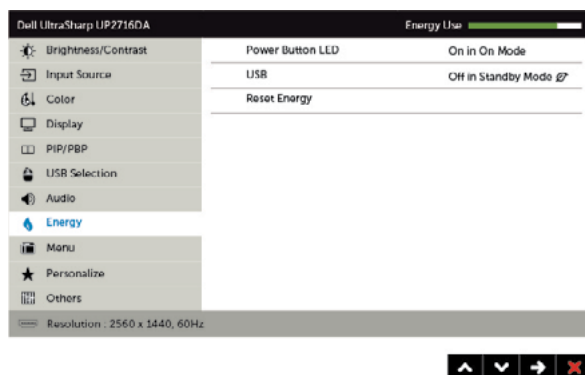 Dell UltraSharp UP2716DA Energy Use
Brightness/Contrast Power Button LED On in On Mode
Input Source USB Off in Standby Mode
Color Reset Energy
Display
PIP/PBP
USB Selection
Audio
Energy
Menu
Personalize
Others
Resolution : 2560 x 1440, 60Hz